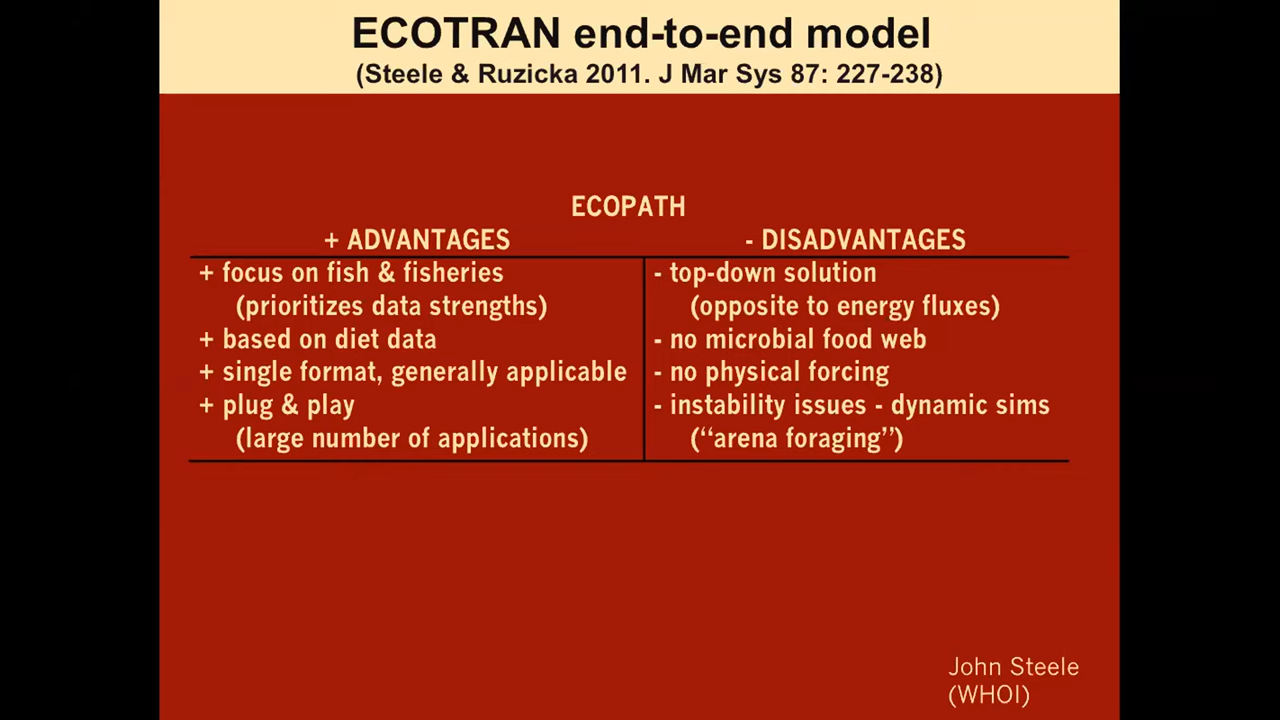 ECOTRAN end-to-end model
(Steele & Ruzicka 2011. J Mar Sys 87: 227-238)
ECOPATH
+ ADVANTAGES
+ focus on fish & fisheries
(prioritizes data strengths)
+ based on diet data
+ single format, generally applicable
+ plug & play
(large number of applications)
- DISADVANTAGES
- top-down solution
(opposite to energy fluxes)
- no microbial food web
- no physical forcing
- instability issues - dynamic sims
(“arena foraging”)
John Steele
(WHOI)